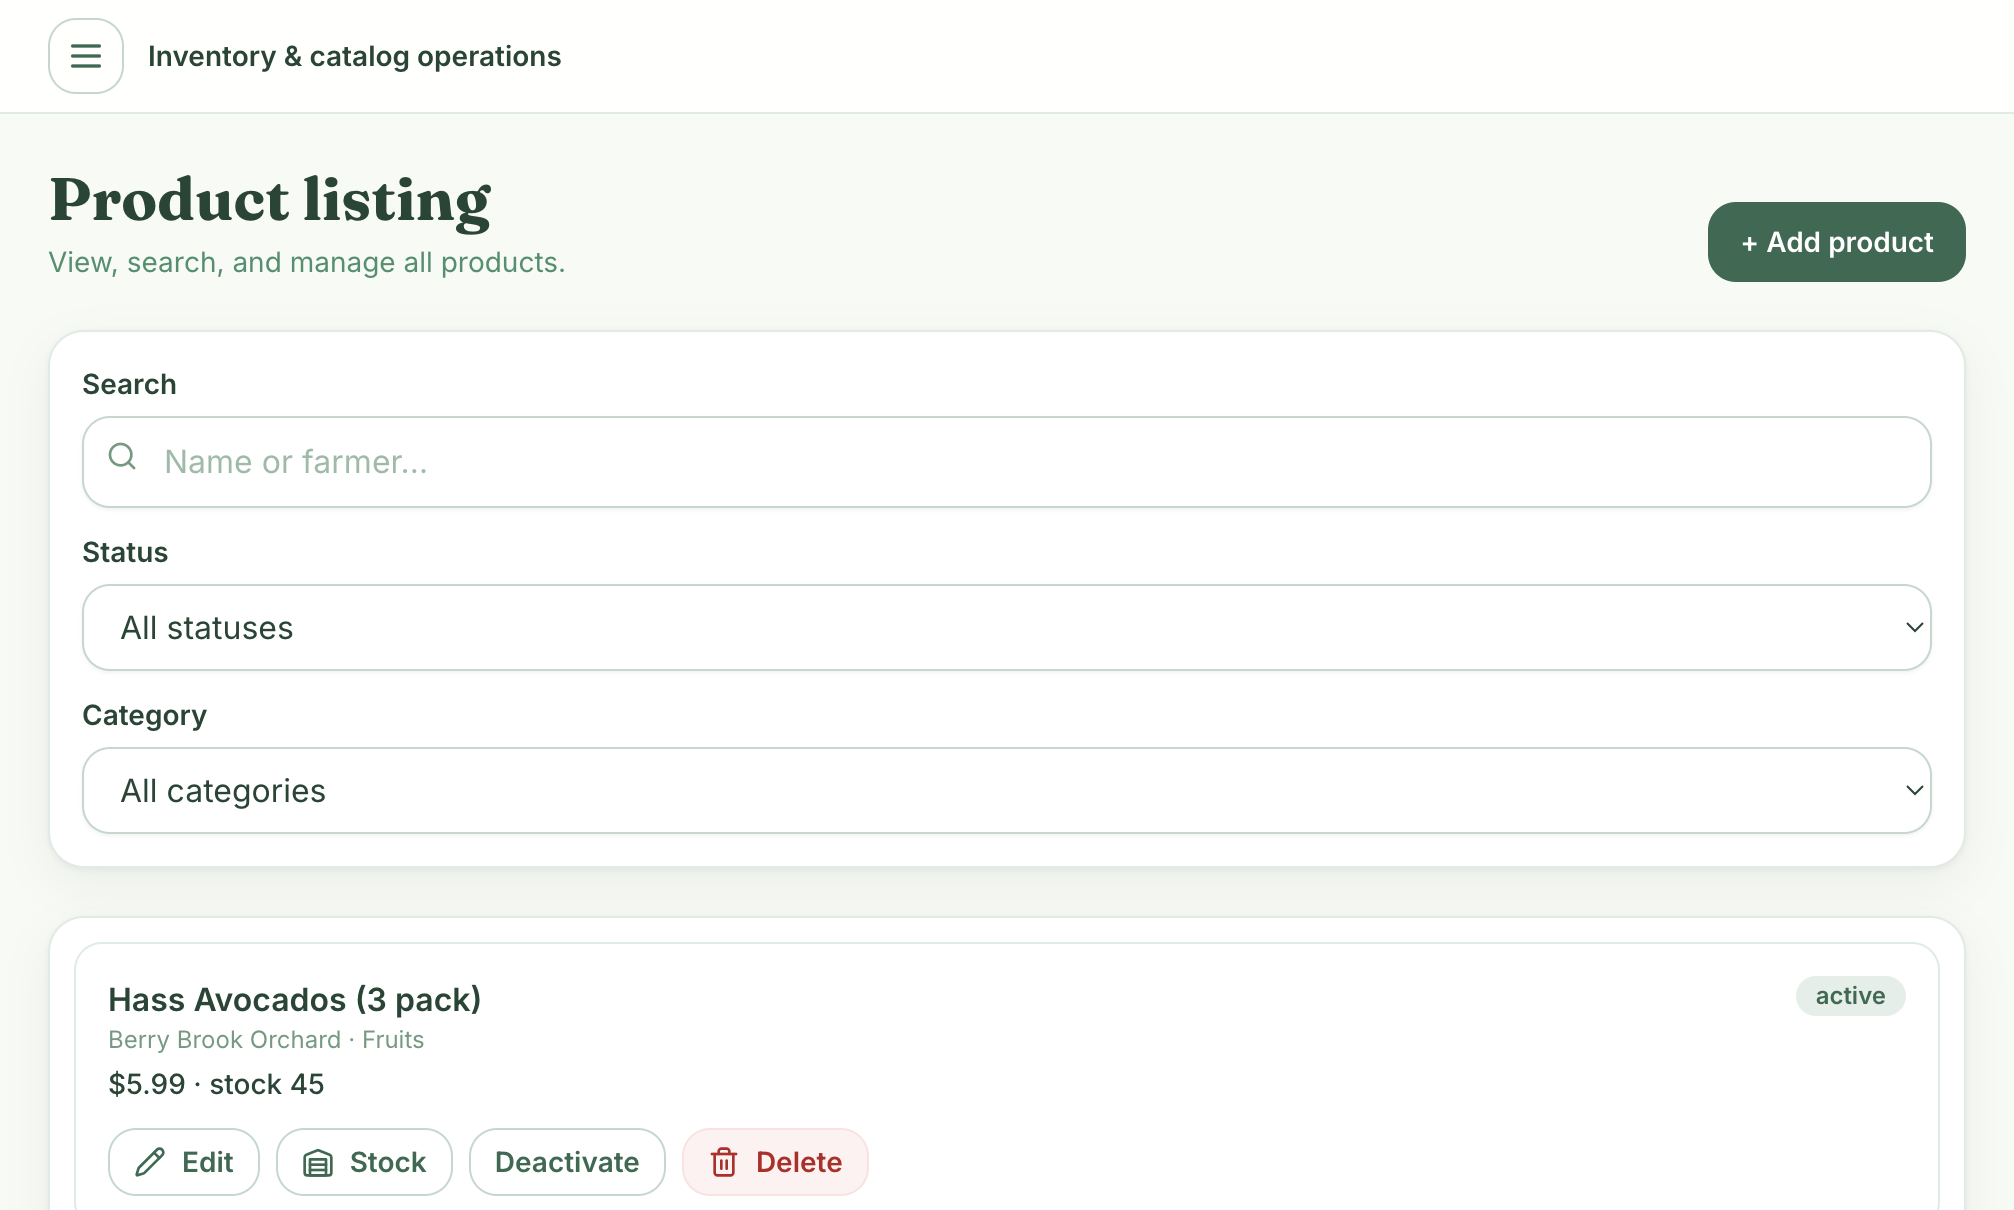 Inventory & catalog operations
Product listing
View, search, and manage all products.
+ Add product
Search
Name or farmer...
Status
All statuses
Category
All categories
Hass Avocados (3 pack)
active
Berry Brook Orchard · Fruits
$5.99 · stock 45
Edit
Stock
Deactivate
Delete